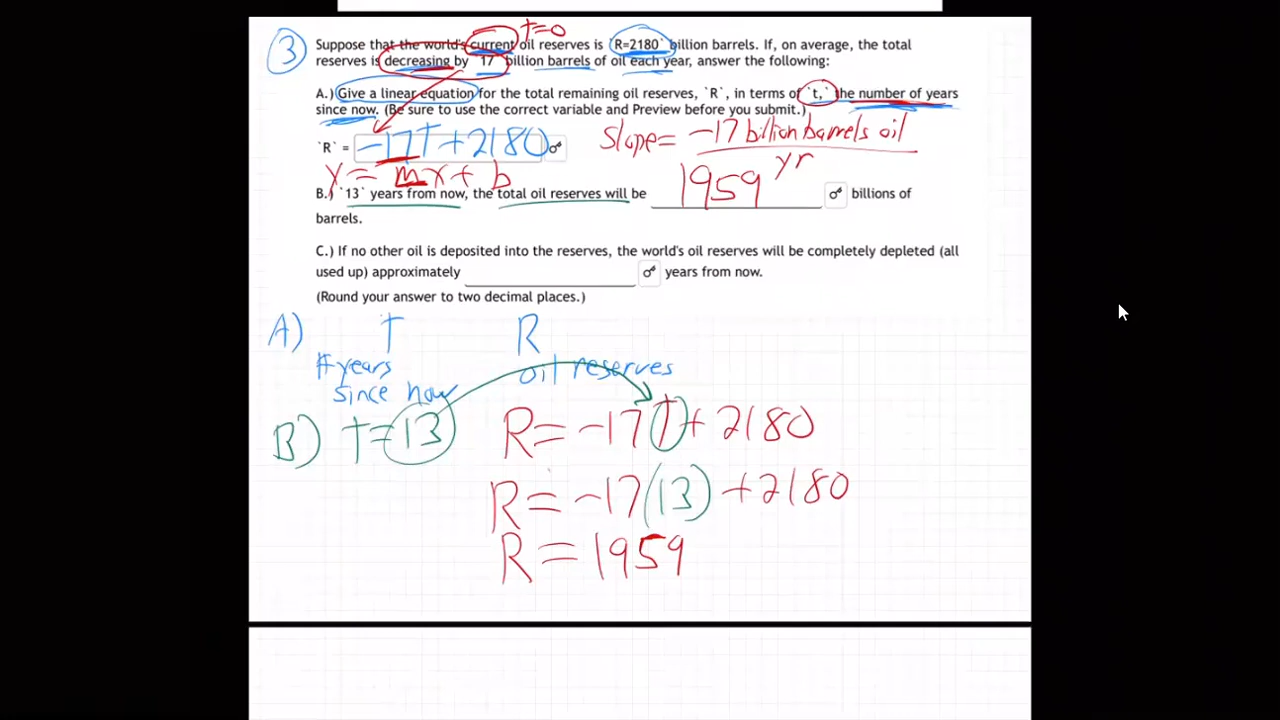 ③ t=0
Suppose that the world's current oil reserves is `R=2180` billion barrels. If, on average, the total
reserves is decreasing by `17` billion barrels of oil each year, answer the following:
A.) Give a linear equation for the total remaining oil reserves, `R`, in terms of `t,` the number of years
since now. (Be sure to use the correct variable and Preview before you submit.)
`R` = -17t+2180 Slope= -17 billion barrels oil
yr
y = mx + b
B.) `13` years from now, the total oil reserves will be 1959 billions of
barrels.
C.) If no other oil is deposited into the reserves, the world's oil reserves will be completely depleted (all
used up) approximately years from now.
(Round your answer to two decimal places.)
A) t R
#years oil reserves
since now
B) t=13 R= -17t+2180
R= -17(13) +2180
R = 1959